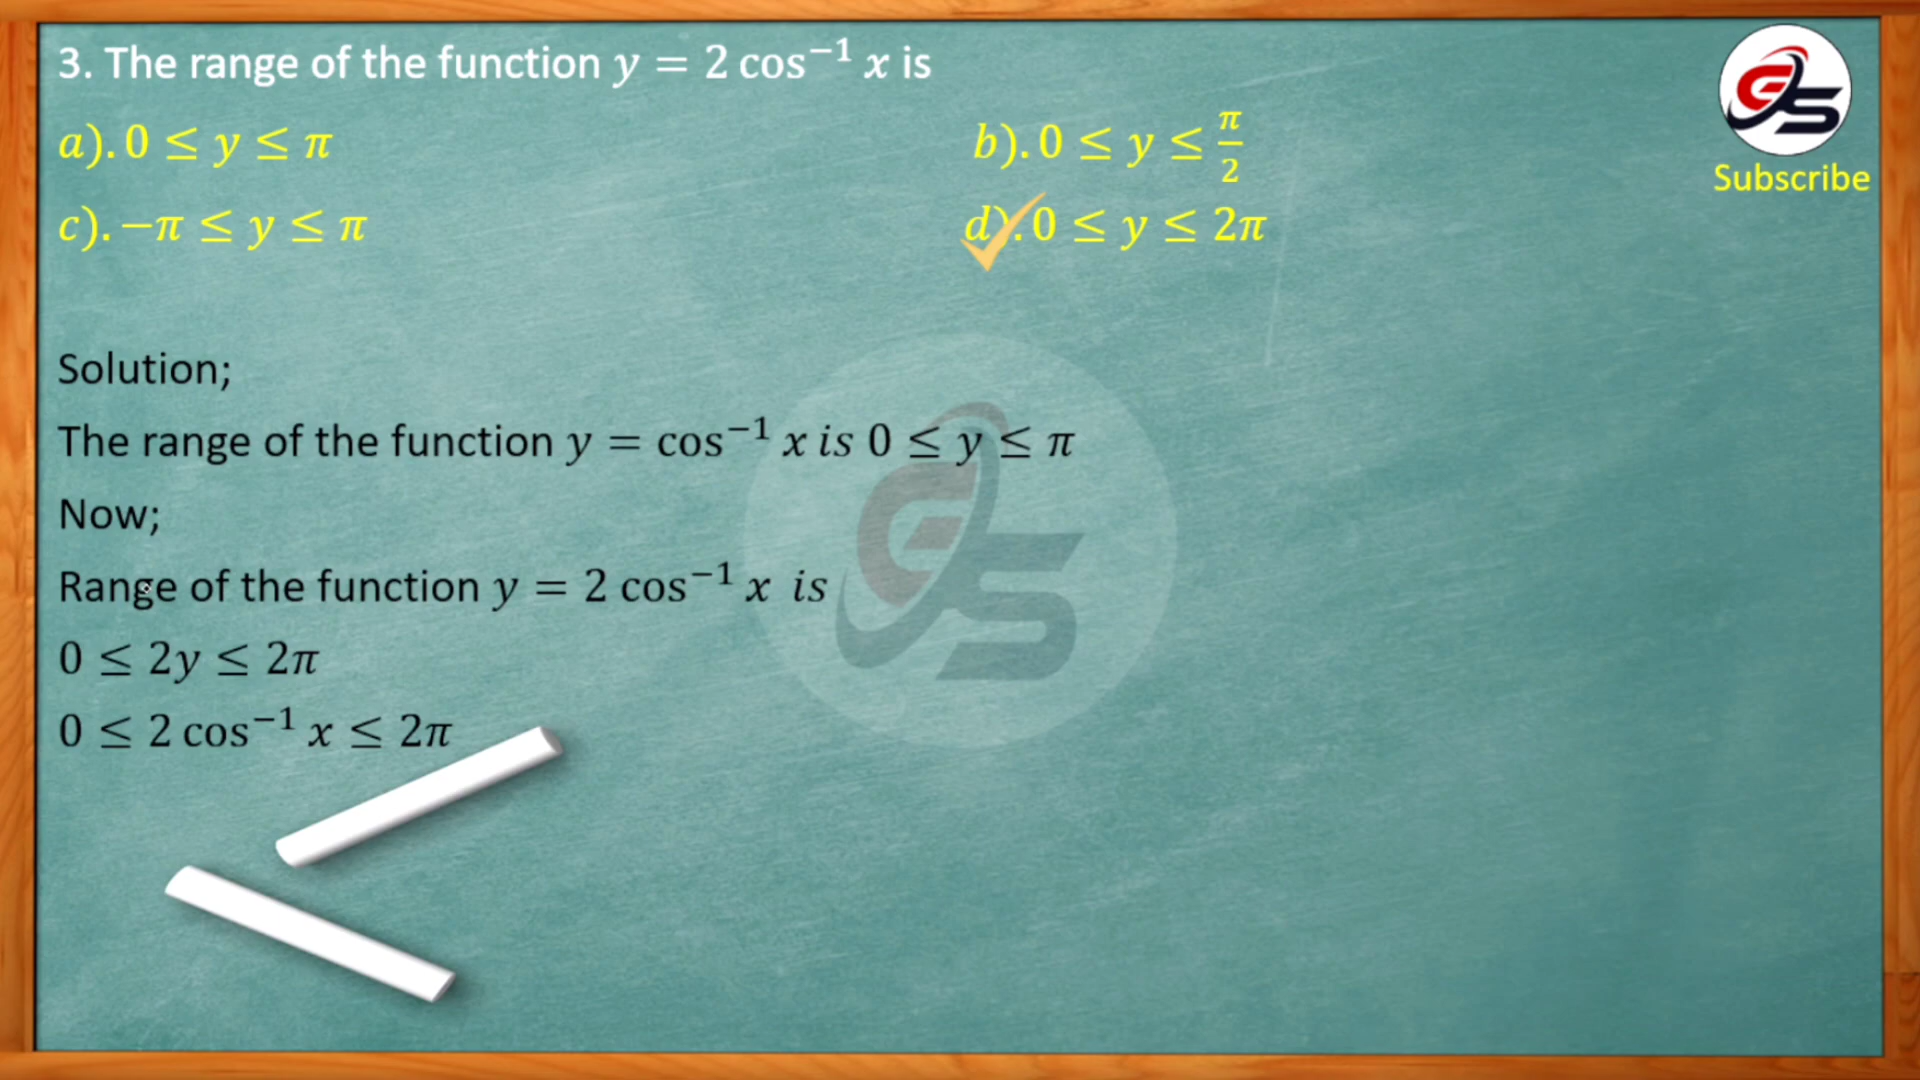 3. The range of the function y = 2 cos⁻¹ x is
a). 0 ≤ y ≤ π b). 0 ≤ y ≤ π/2
c). −π ≤ y ≤ π d). 0 ≤ y ≤ 2π
GS
Subscribe
Solution;
The range of the function y = cos⁻¹ x is 0 ≤ y ≤ π
Now;
Range of the function y = 2 cos⁻¹ x is
0 ≤ 2y ≤ 2π
0 ≤ 2 cos⁻¹ x ≤ 2π
GS